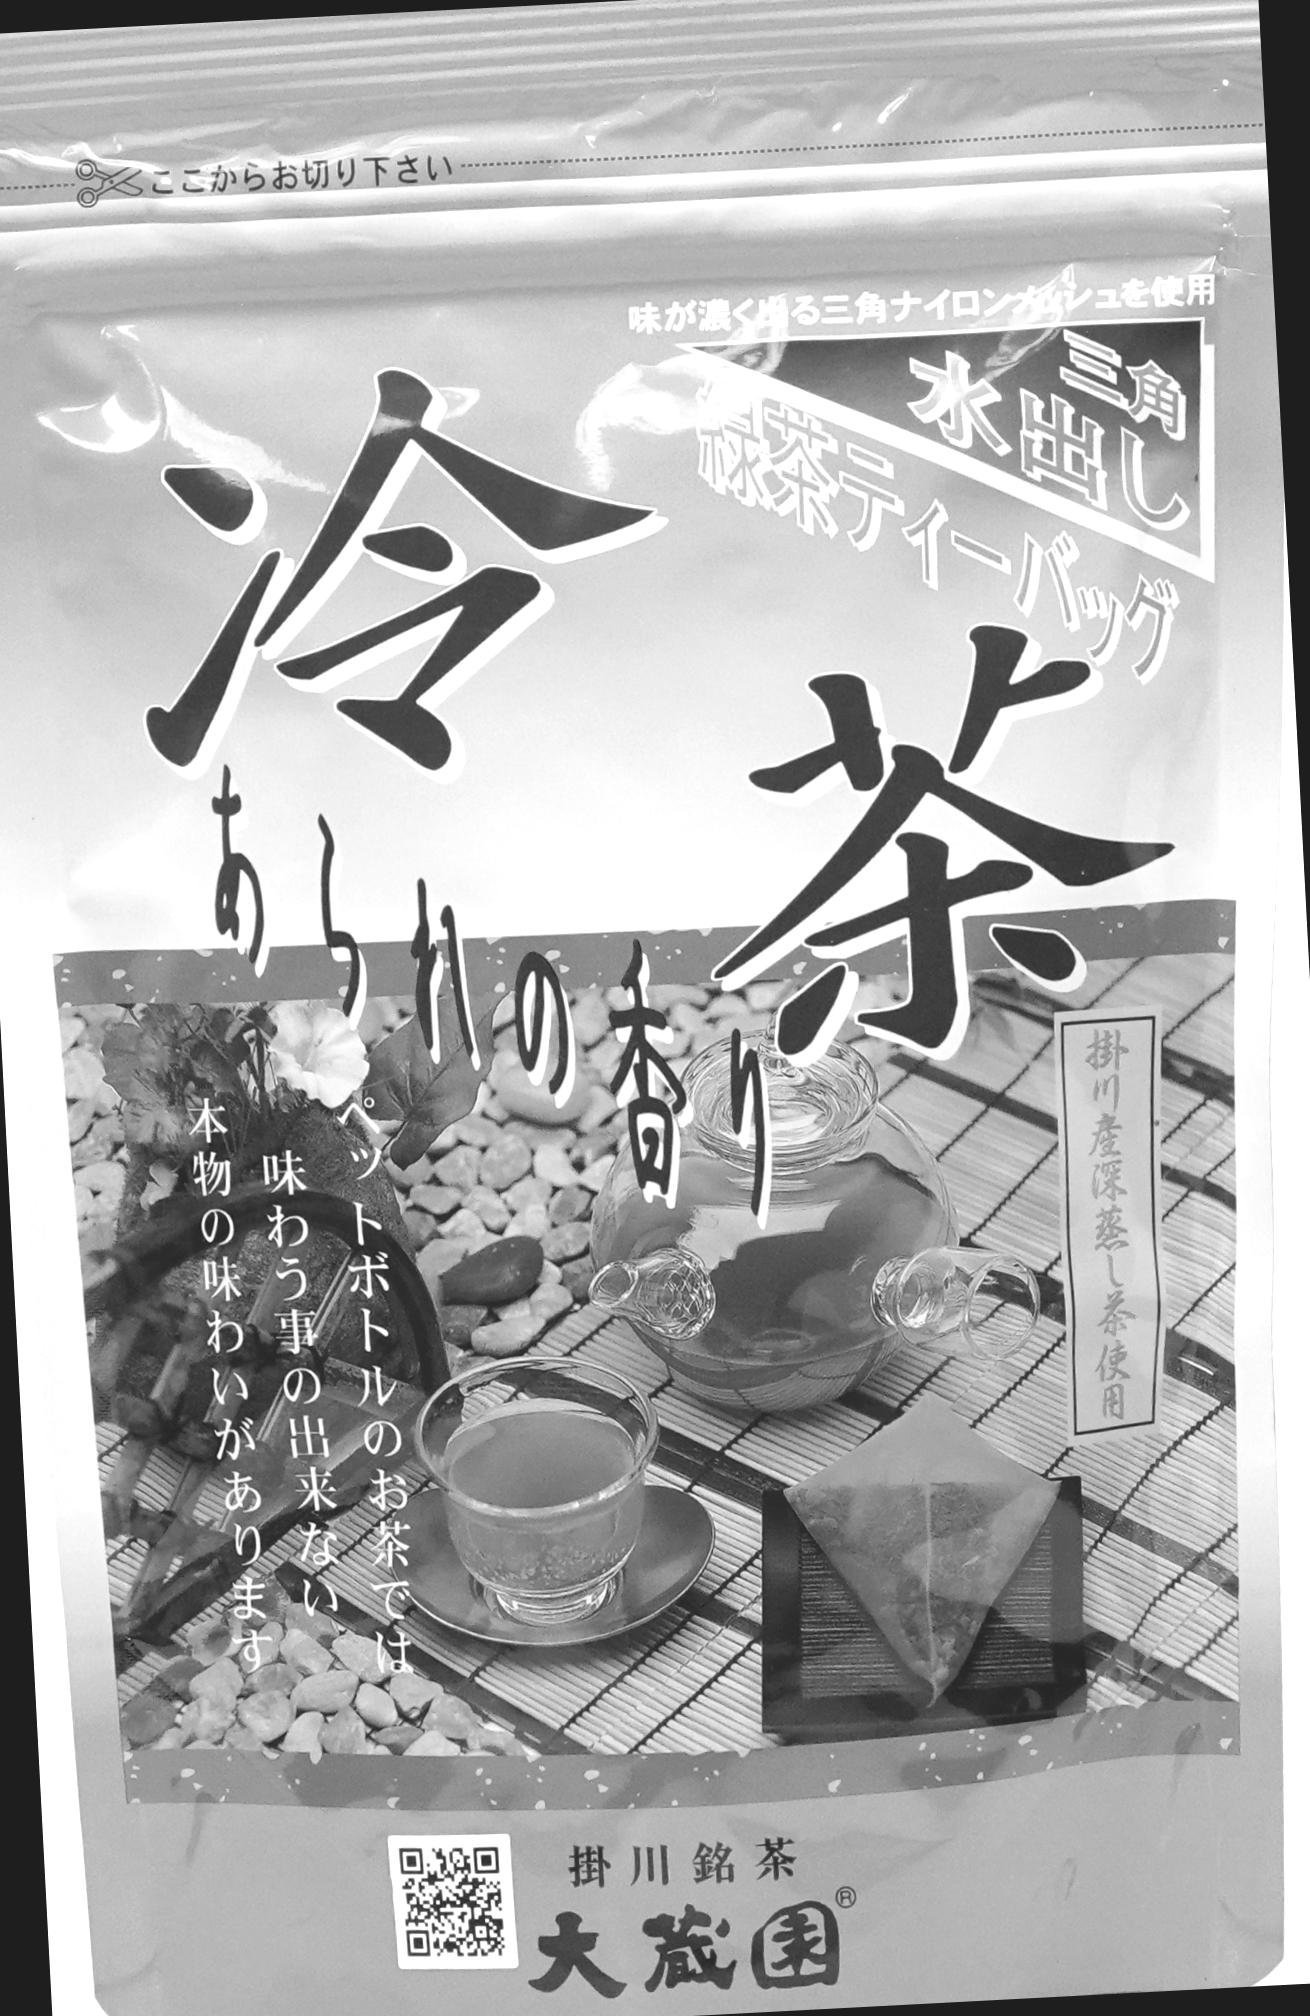 ここからお切り下さい
味が濃く出る三角ナイロンメッシュを使用
三角
水出し
緑茶ティーバッグ
冷茶
あられの香り
掛川産深蒸し茶使用
ペットボトルのお茶では
味わう事の出来ない
本物の味わいがあります
掛川銘茶
大蔵園®